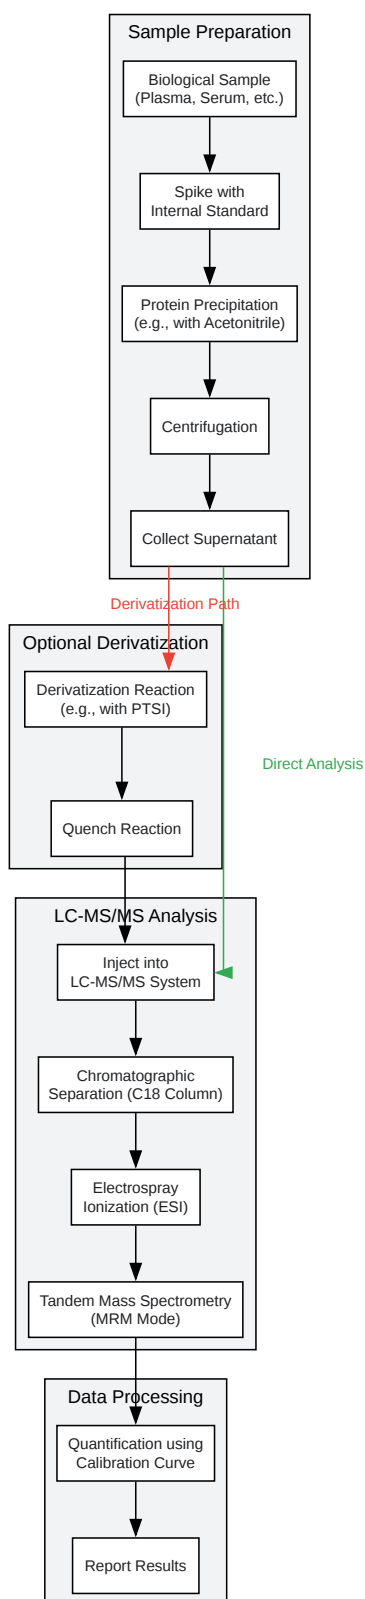 Sample Preparation
Biological Sample
(Plasma, Serum, etc.)
Spike with
Internal Standard
Protein Precipitation
(e.g., with Acetonitrile)
Centrifugation
Collect Supernatant
Derivatization Path
Optional Derivatization
Derivatization Reaction
(e.g., with PTSI)
Direct Analysis
Quench Reaction
LC-MS/MS Analysis
Inject into
LC-MS/MS System
Chromatographic
Separation (C18 Column)
Electrospray
Ionization (ESI)
Tandem Mass Spectrometry
(MRM Mode)
Data Processing
Quantification using
Calibration Curve
Report Results